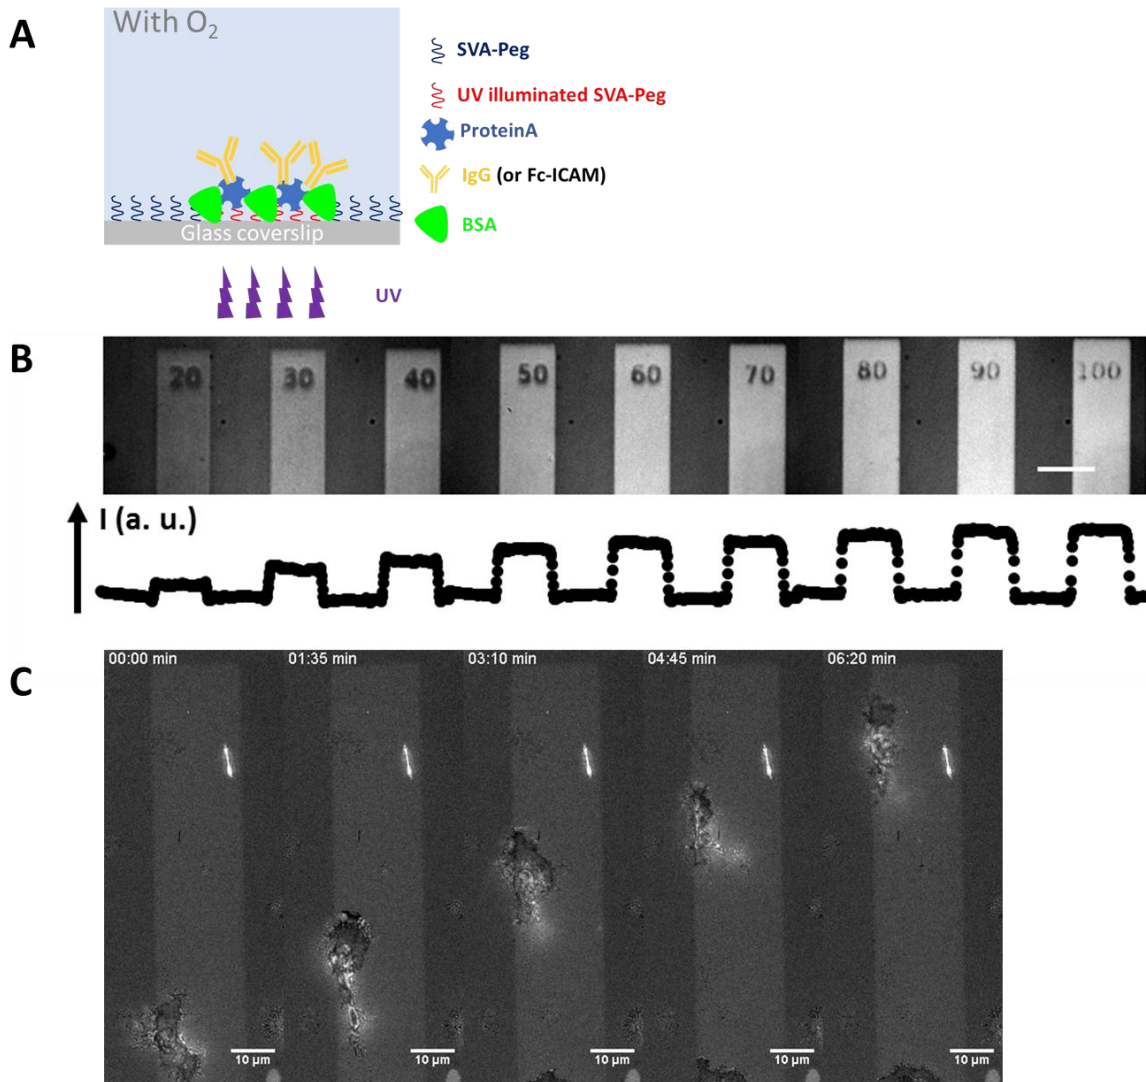 A
With O2
SVA-Peg
UV illuminated SVA-Peg
ProteinA
IgG (or Fc-ICAM)
BSA
Glass coverslip
UV
B
20 30 40 50 60 70 80 90 100
I (a. u.)
C
00:00 min 01:35 min 03:10 min 04:45 min 06:20 min
10 µm 10 µm 10 µm 10 µm 10 µm